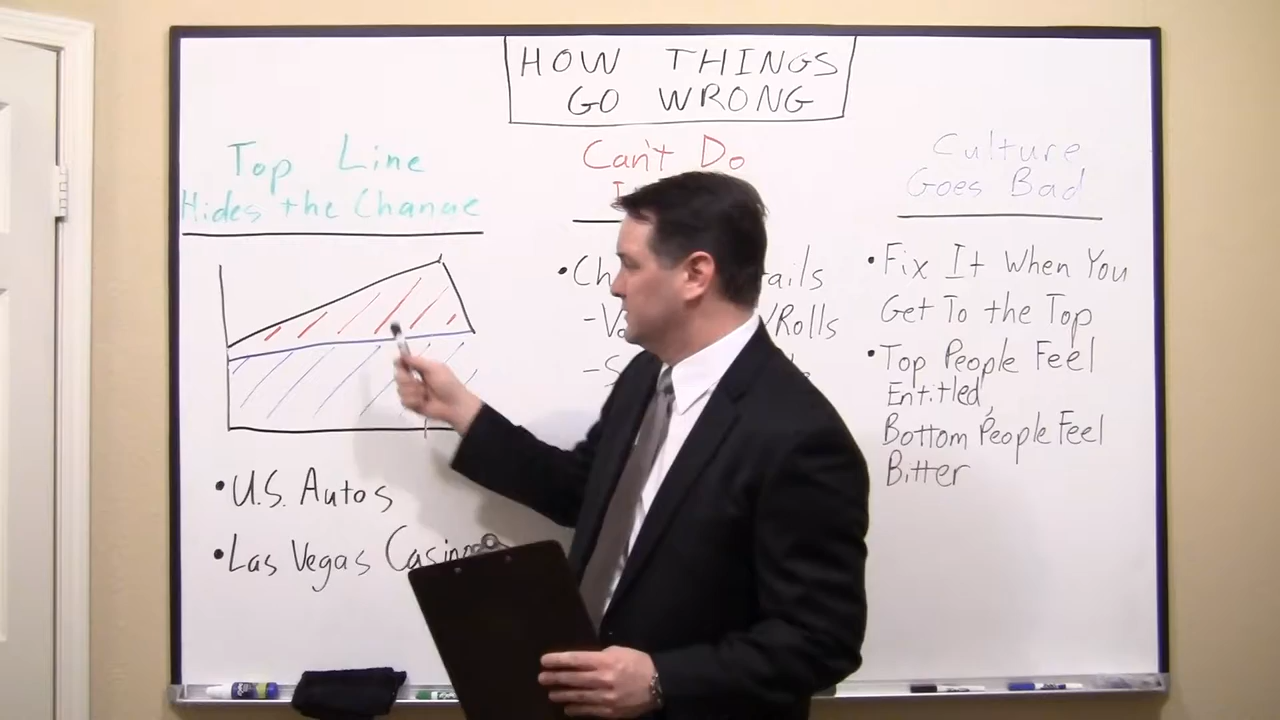 HOW THINGS
GO WRONG
Top Line
Hides the Change
• U.S. Autos
• Las Vegas
Can't Do
-
/Rolls
-
Culture
Goes Bad
• Fix It When You
Get To the Top
• Top People Feel
Entitled,
Bottom People Feel
Bitter